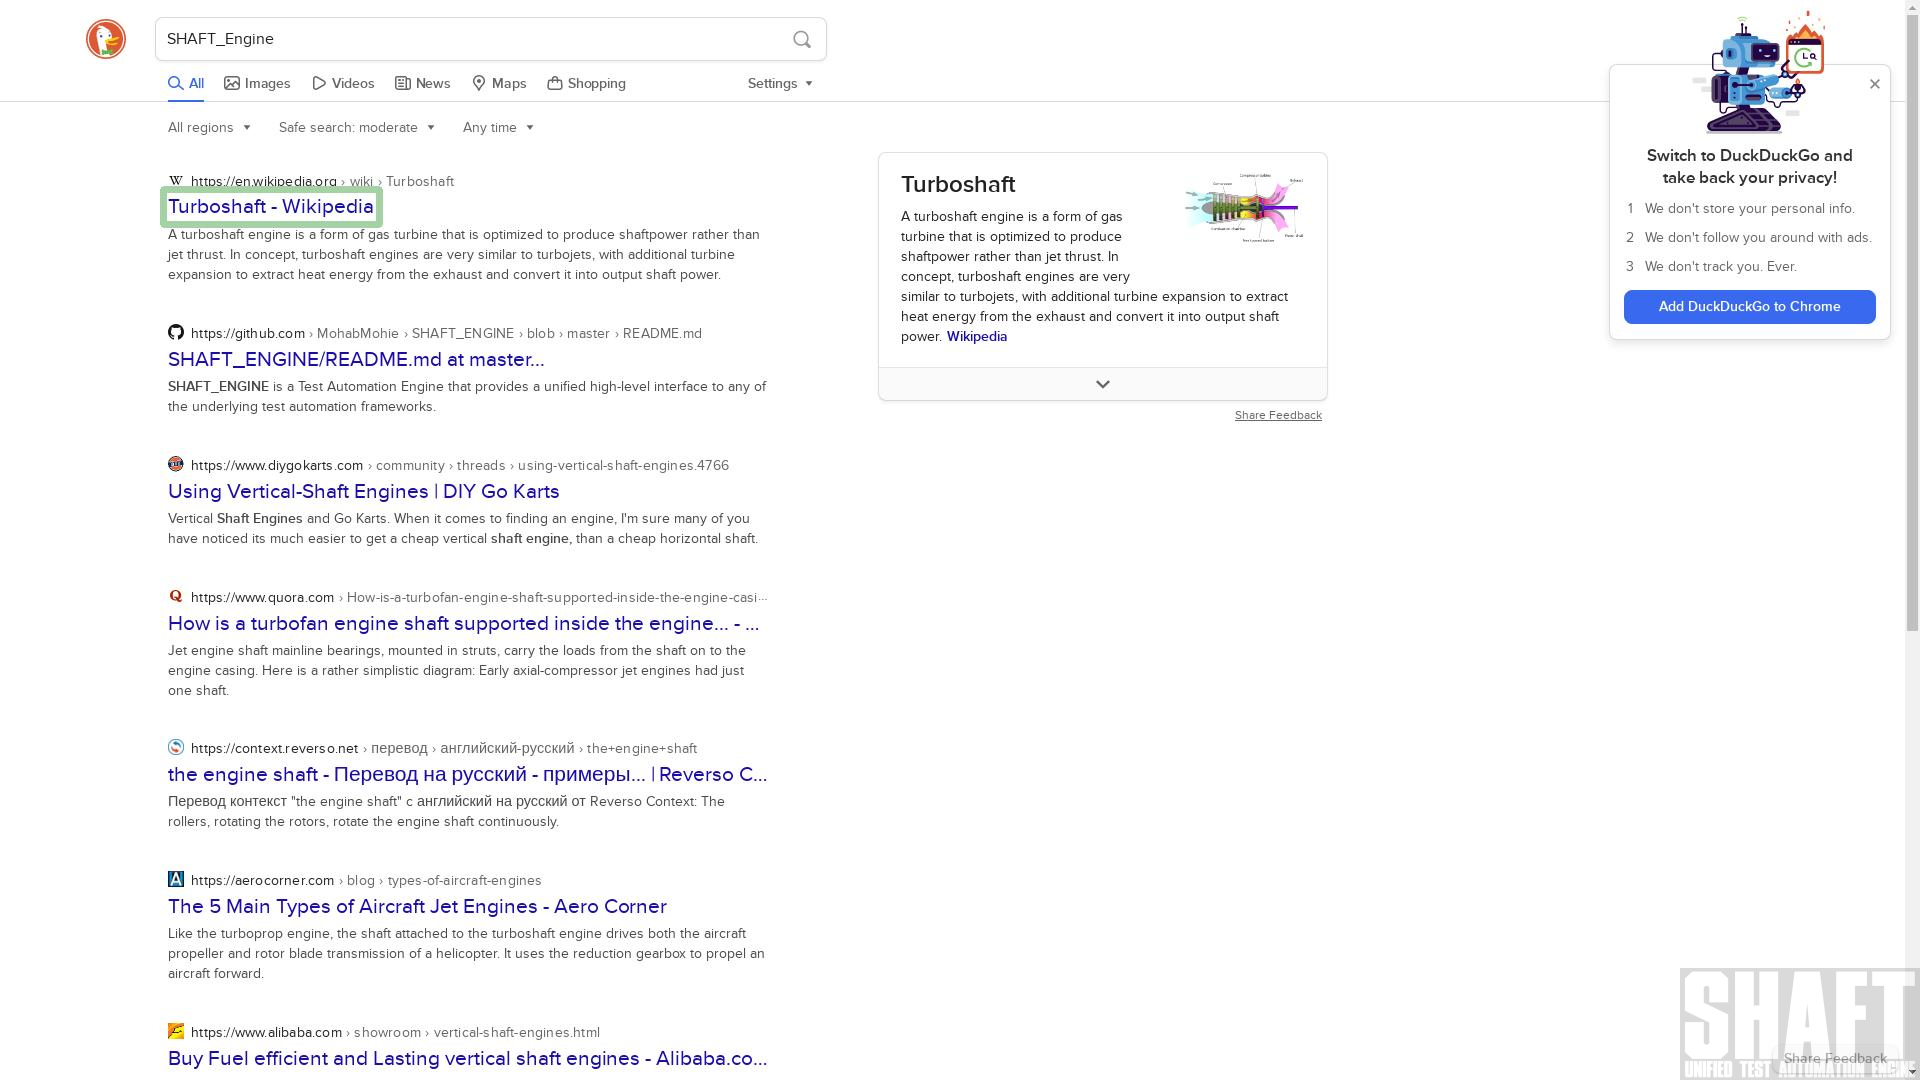 SHAFT_Engine
All Images Videos News Maps Shopping Settings
All regions Safe search: moderate Any time
https://en.wikipedia.org › wiki › Turboshaft
Turboshaft - Wikipedia
A turboshaft engine is a form of gas turbine that is optimized to produce shaftpower rather than
jet thrust. In concept, turboshaft engines are very similar to turbojets, with additional turbine
expansion to extract heat energy from the exhaust and convert it into output shaft power.
https://github.com › MohabMohie › SHAFT_ENGINE › blob › master › README.md
SHAFT_ENGINE/README.md at master...
SHAFT_ENGINE is a Test Automation Engine that provides a unified high-level interface to any of
the underlying test automation frameworks.
https://www.diygokarts.com › community › threads › using-vertical-shaft-engines.4766
Using Vertical-Shaft Engines | DIY Go Karts
Vertical Shaft Engines and Go Karts. When it comes to finding an engine, I'm sure many of you
have noticed its much easier to get a cheap vertical shaft engine, than a cheap horizontal shaft.
https://www.quora.com › How-is-a-turbofan-engine-shaft-supported-inside-the-engine-casi...
How is a turbofan engine shaft supported inside the engine... - ...
Jet engine shaft mainline bearings, mounted in struts, carry the loads from the shaft on to the
engine casing. Here is a rather simplistic diagram: Early axial-compressor jet engines had just
one shaft.
https://context.reverso.net › перевод › английский-русский › the+engine+shaft
the engine shaft - Перевод на русский - примеры... | Reverso C...
Перевод контекст "the engine shaft" c английский на русский от Reverso Context: The
rollers, rotating the rotors, rotate the engine shaft continuously.
https://aerocorner.com › blog › types-of-aircraft-engines
The 5 Main Types of Aircraft Jet Engines - Aero Corner
Like the turboprop engine, the shaft attached to the turboshaft engine drives both the aircraft
propeller and rotor blade transmission of a helicopter. It uses the reduction gearbox to propel an
aircraft forward.
https://www.alibaba.com › showroom › vertical-shaft-engines.html
Buy Fuel efficient and Lasting vertical shaft engines - Alibaba.co...
Turboshaft
A turboshaft engine is a form of gas
turbine that is optimized to produce
shaftpower rather than jet thrust. In
concept, turboshaft engines are very
similar to turbojets, with additional turbine expansion to extract
heat energy from the exhaust and convert it into output shaft
power. Wikipedia
Share Feedback
Switch to DuckDuckGo and
take back your privacy!
1 We don't store your personal info.
2 We don't follow you around with ads.
3 We don't track you. Ever.
Add DuckDuckGo to Chrome
SHAFT
UNIFIED TEST AUTOMATION ENGINE
Share Feedback